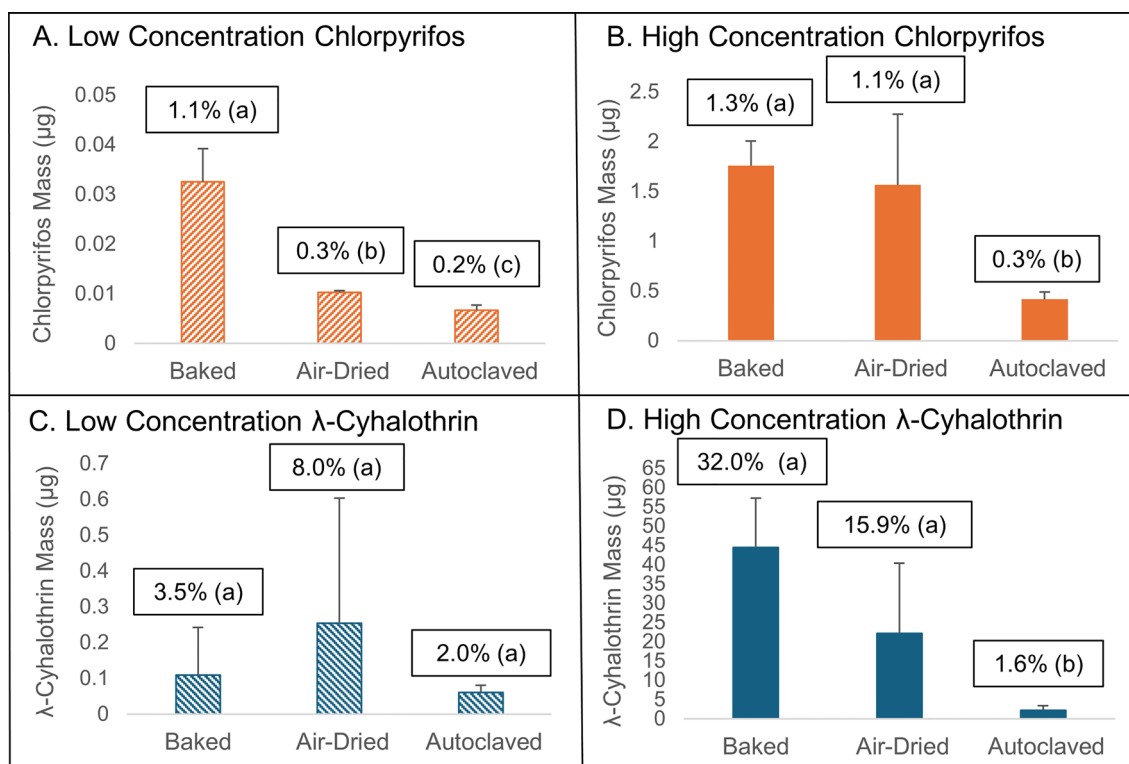 A. Low Concentration Chlorpyrifos
Chlorpyrifos Mass (µg)
0.05
0.04
0.03
0.02
0.01
0
1.1% (a)
0.3% (b)
0.2% (c)
Baked
Air-Dried
Autoclaved
B. High Concentration Chlorpyrifos
Chlorpyrifos Mass (µg)
2.5
2
1.5
1
0.5
0
1.3% (a)
1.1% (a)
0.3% (b)
Baked
Air-Dried
Autoclaved
C. Low Concentration λ-Cyhalothrin
λ-Cyhalothrin Mass (µg)
0.7
0.6
0.5
0.4
0.3
0.2
0.1
0
3.5% (a)
8.0% (a)
2.0% (a)
Baked
Air-Dried
Autoclaved
D. High Concentration λ-Cyhalothrin
λ-Cyhalothrin Mass (µg)
65
60
55
50
45
40
35
30
25
20
15
10
5
0
32.0% (a)
15.9% (a)
1.6% (b)
Baked
Air-Dried
Autoclaved